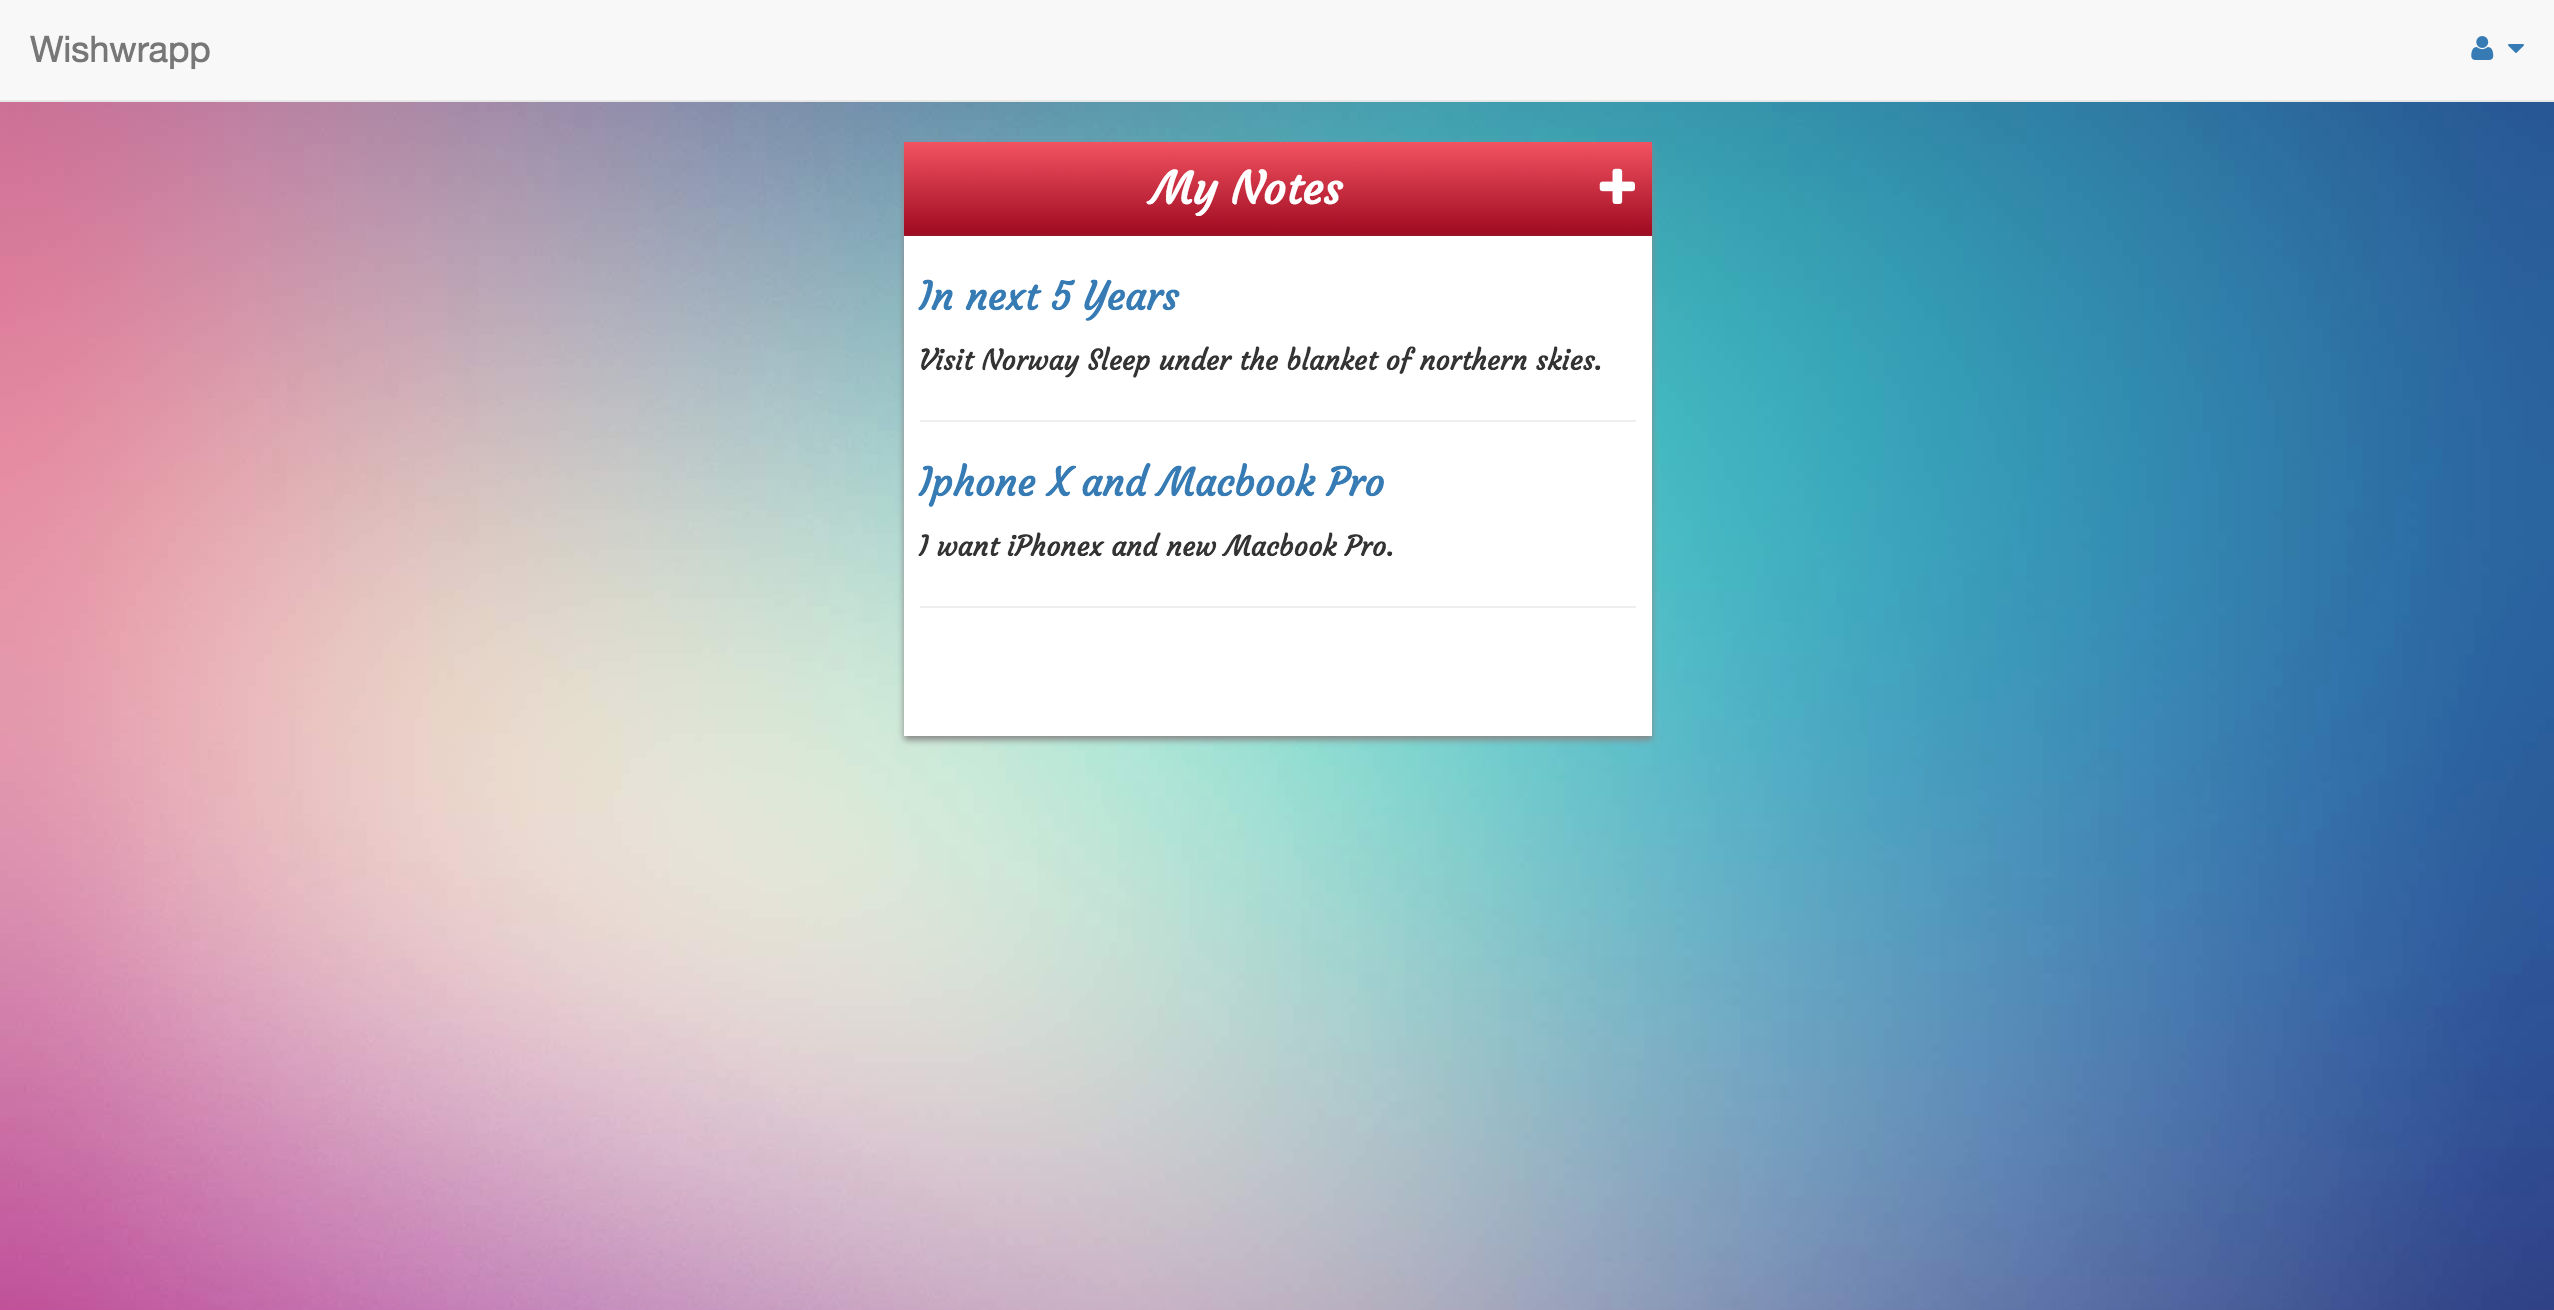 Wishwrapp
My Notes
In next 5 Years
Visit Norway Sleep under the blanket of northern skies.
Iphone X and Macbook Pro
I want iPhonex and new Macbook Pro.